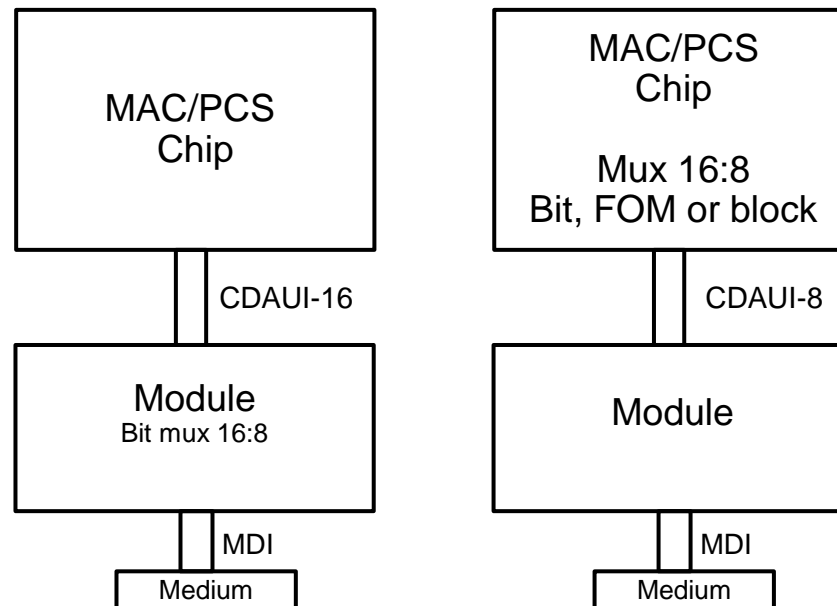 MAC/PCS
Chip
CDAUI-16
Module
Bit mux 16:8
MDI
Medium
MAC/PCS
Chip
Mux 16:8
Bit, FOM or block
CDAUI-8
Module
MDI
Medium